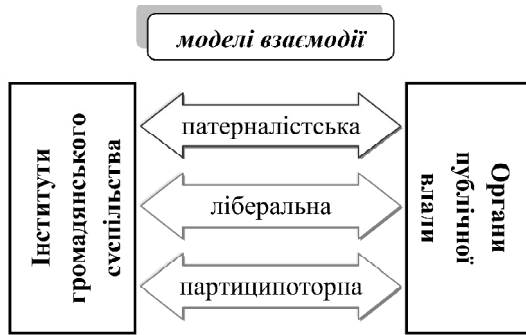 моделі взаємодії
Інститути
громадянського
суспільства
патерналістська
ліберальна
партиципоторна
Органи
публічної
влади